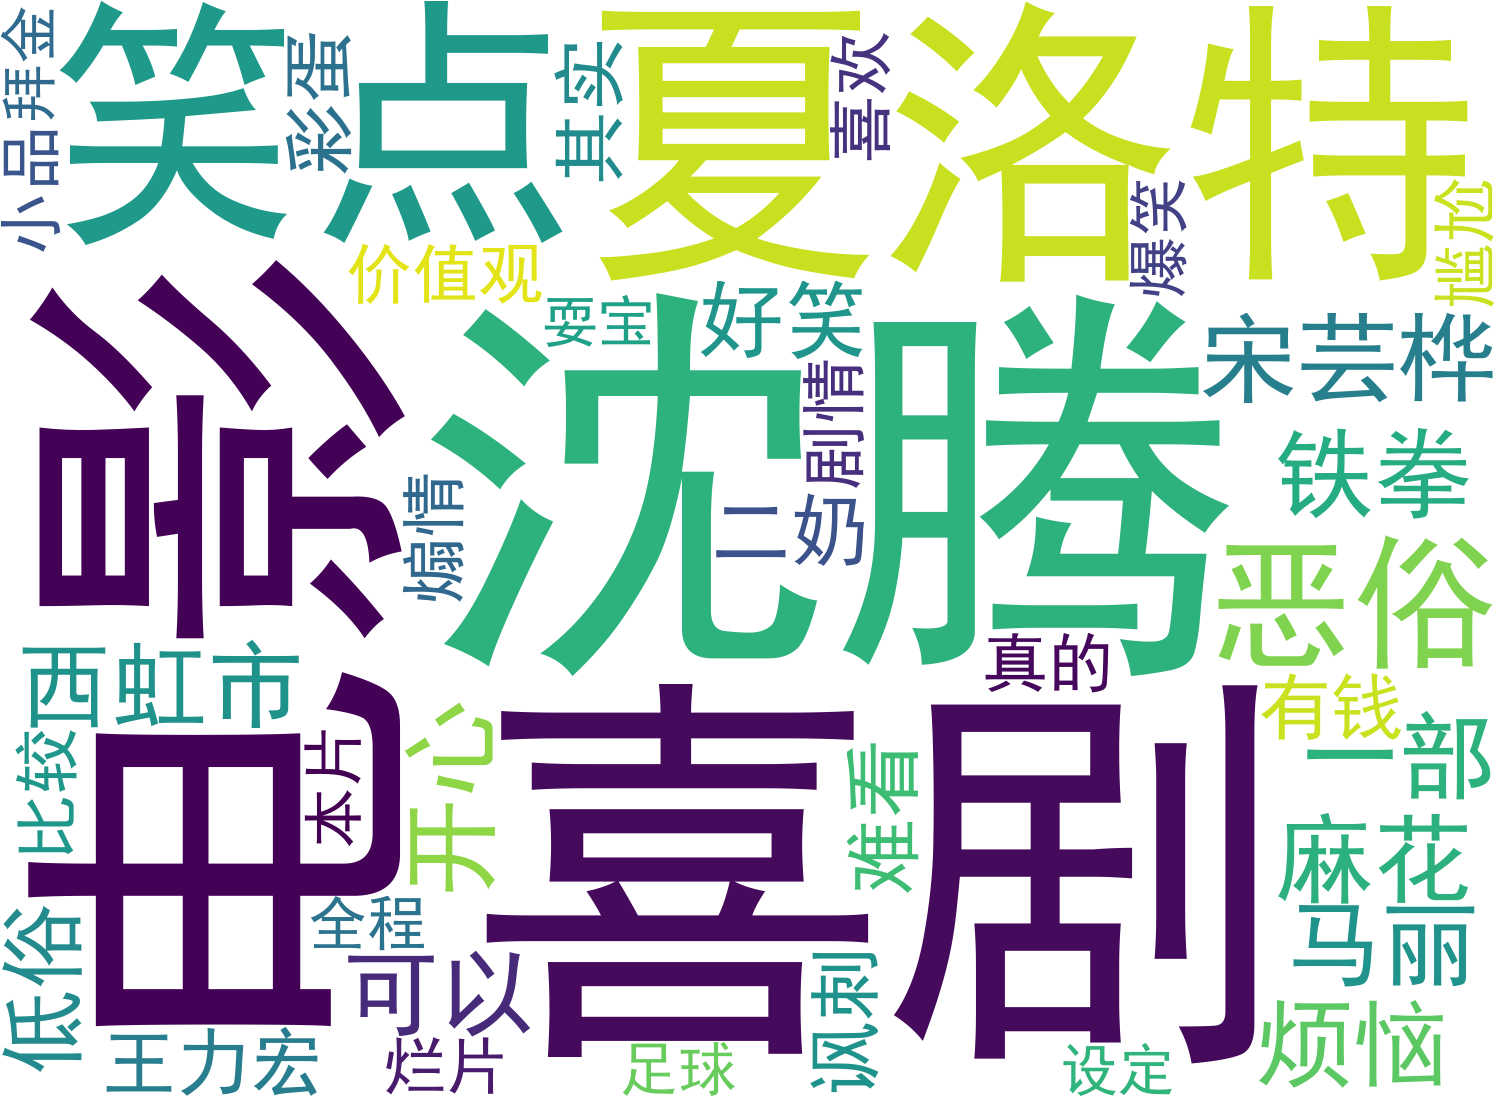 笑点
夏洛特
小品
拜金
彩蛋
其实
喜欢
爆笑
尴尬
价值观
电影
沈腾
耍宝
好笑
剧情
二奶
宋芸桦
铁拳
煽情
恶俗
西虹市
真的
有钱
喜剧
本片
开心
难看
一部
比较
麻花
低俗
全程
可以
讽刺
马丽
王力宏
烂片
足球
设定
烦恼